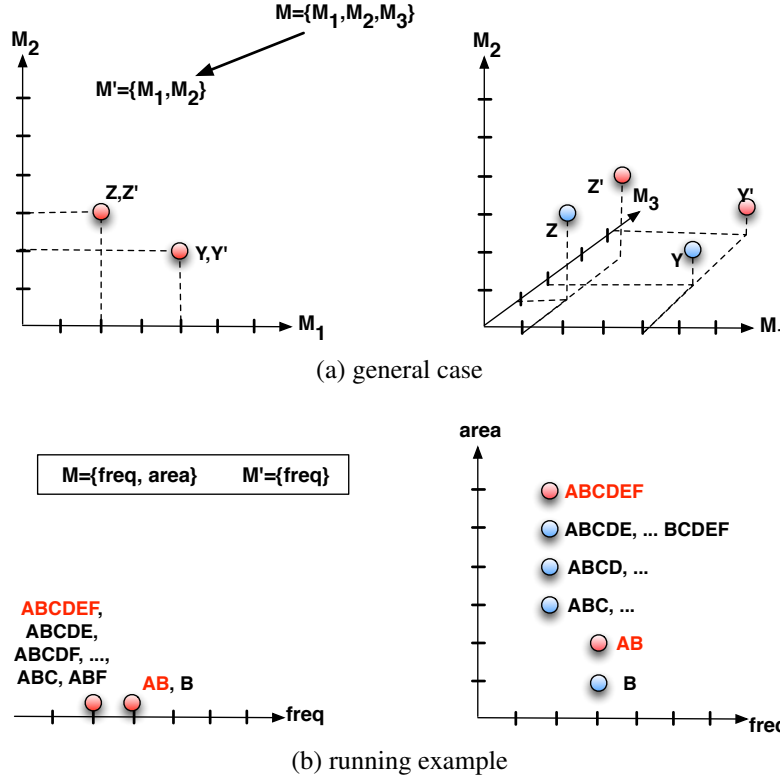 M={M1,M2,M3}
M2
M'={M1,M2}
Z,Z'
Y,Y'
M1
M2
Z'
M3
Y'
Z
Y
(a) general case
M={freq, area} M'={freq}
ABCDEF,
ABCDE,
ABCDF, ...,
ABC, ABF
AB, B
freq
area
ABCDEF
ABCDE, ... BCDEF
ABCD, ...
ABC, ...
AB
B
freq
(b) running example